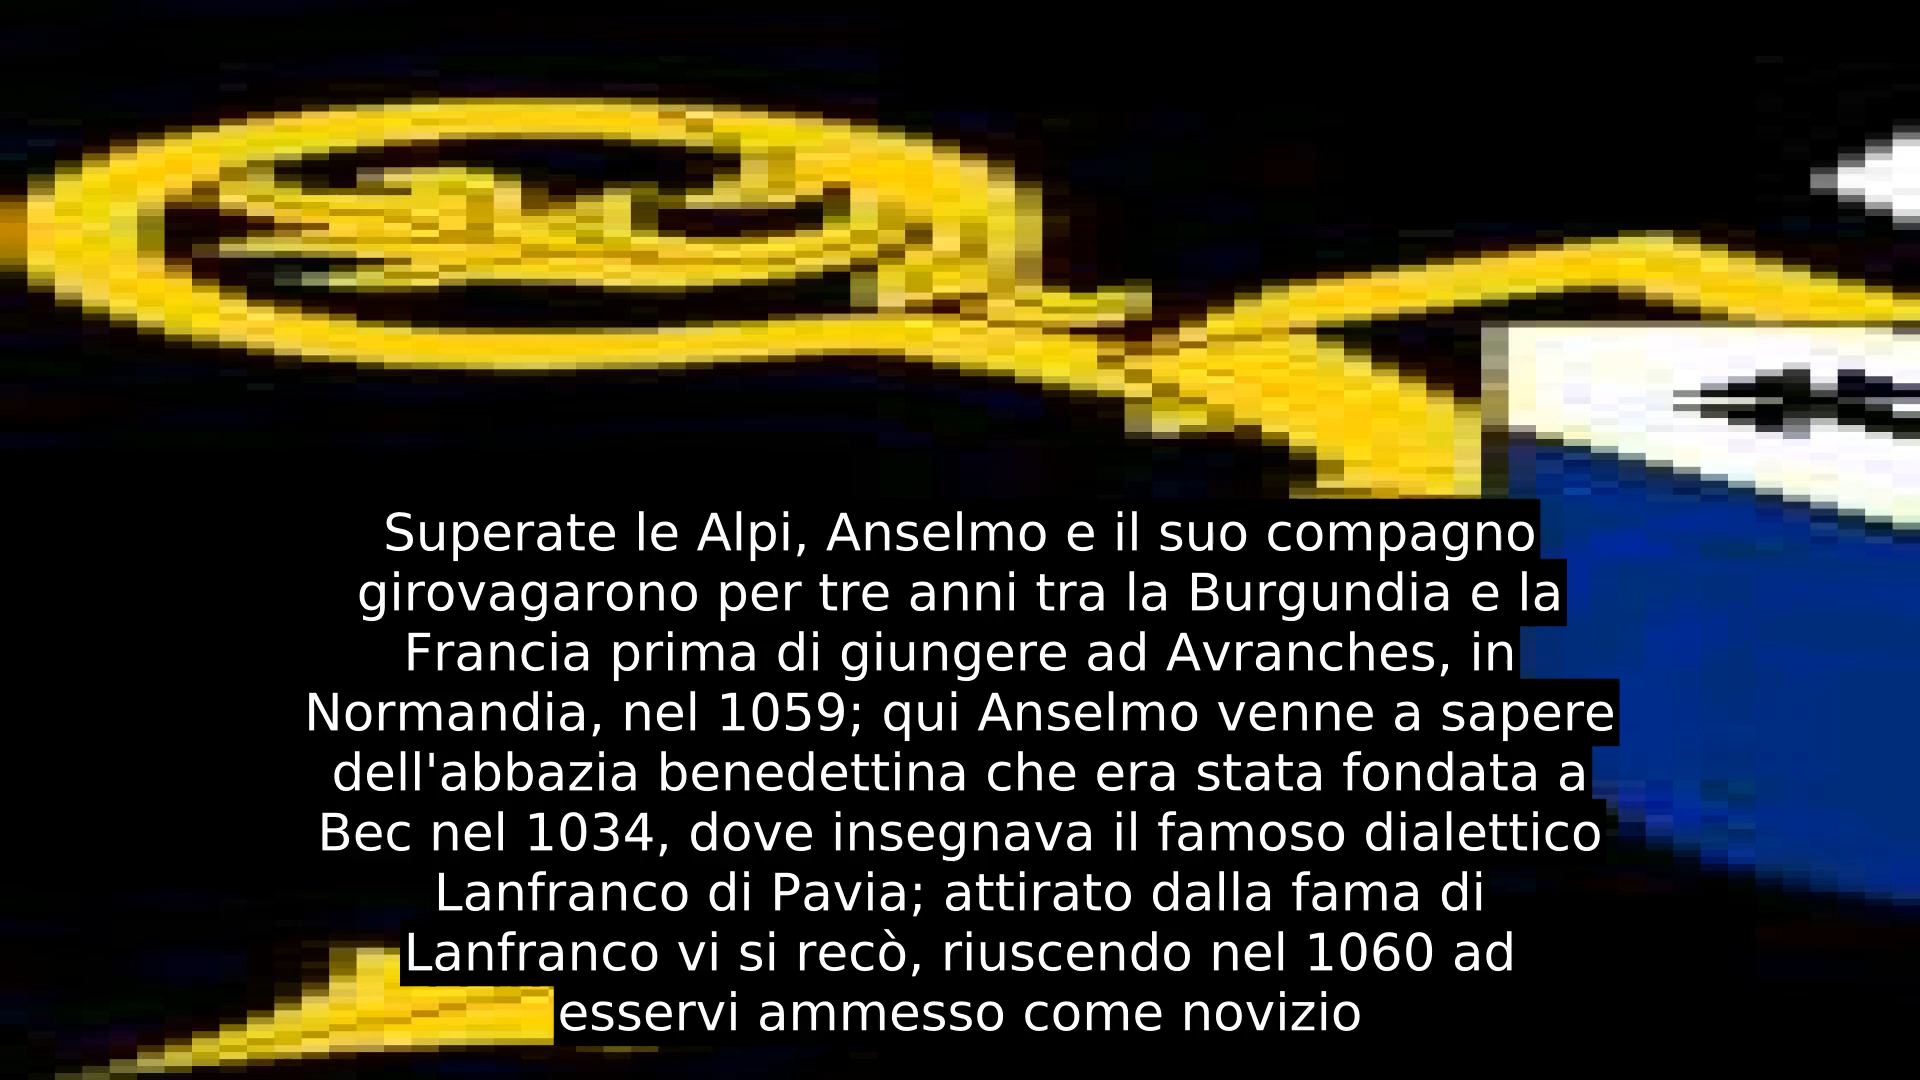 Superate le Alpi, Anselmo e il suo compagno
girovagarono per tre anni tra la Burgundia e la
Francia prima di giungere ad Avranches, in
Normandia, nel 1059; qui Anselmo venne a sapere
dell'abbazia benedettina che era stata fondata a
Bec nel 1034, dove insegnava il famoso dialettico
Lanfranco di Pavia; attirato dalla fama di
Lanfranco vi si recò, riuscendo nel 1060 ad
esservi ammesso come novizio